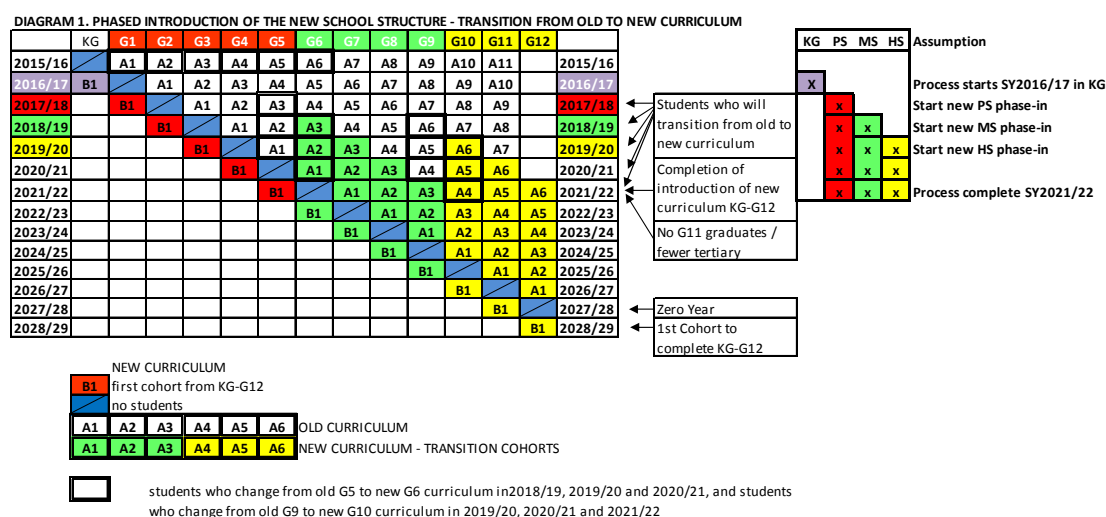 DIAGRAM 1. PHASED INTRODUCTION OF THE NEW SCHOOL STRUCTURE - TRANSITION FROM OLD TO NEW CURRICULUM
KG G1 G2 G3 G4 G5 G6 G7 G8 G9 G10 G11 G12
KG PS MS HS Assumption
2015/16 A1 A2 A3 A4 A5 A6 A7 A8 A9 A10 A11 2015/16
2016/17 B1 A1 A2 A3 A4 A5 A6 A7 A8 A9 A10 2016/17
X Process starts SY2016/17 in KG
2017/18 B1 A1 A2 A3 A4 A5 A6 A7 A8 A9 2017/18
Students who will
x Start new PS phase-in
2018/19 B1 A1 A2 A3 A4 A5 A6 A7 A8 2018/19
transition from old to
x x Start new MS phase-in
2019/20 B1 A1 A2 A3 A4 A5 A6 A7 2019/20
new curriculum
x x x Start new HS phase-in
2020/21 B1 A1 A2 A3 A4 A5 A6 2020/21
Completion of
x x x
2021/22 B1 A1 A2 A3 A4 A5 A6 2021/22
introduction of new
x x x Process complete SY2021/22
2022/23 B1 A1 A2 A3 A4 A5 2022/23
curriculum KG-G12
2023/24 B1 A1 A2 A3 A4 2023/24
No G11 graduates /
2024/25 B1 A1 A2 A3 2024/25
fewer tertiary
2025/26 B1 A1 A2 2025/26
2026/27 B1 A1 2026/27
2027/28 B1 2027/28
Zero Year
2028/29 B1 2028/29
1st Cohort to
complete KG-G12
NEW CURRICULUM
B1 first cohort from KG-G12
no students
A1 A2 A3 A4 A5 A6 OLD CURRICULUM
A1 A2 A3 A4 A5 A6 NEW CURRICULUM - TRANSITION COHORTS
students who change from old G5 to new G6 curriculum in2018/19, 2019/20 and 2020/21, and students
who change from old G9 to new G10 curriculum in 2019/20, 2020/21 and 2021/22